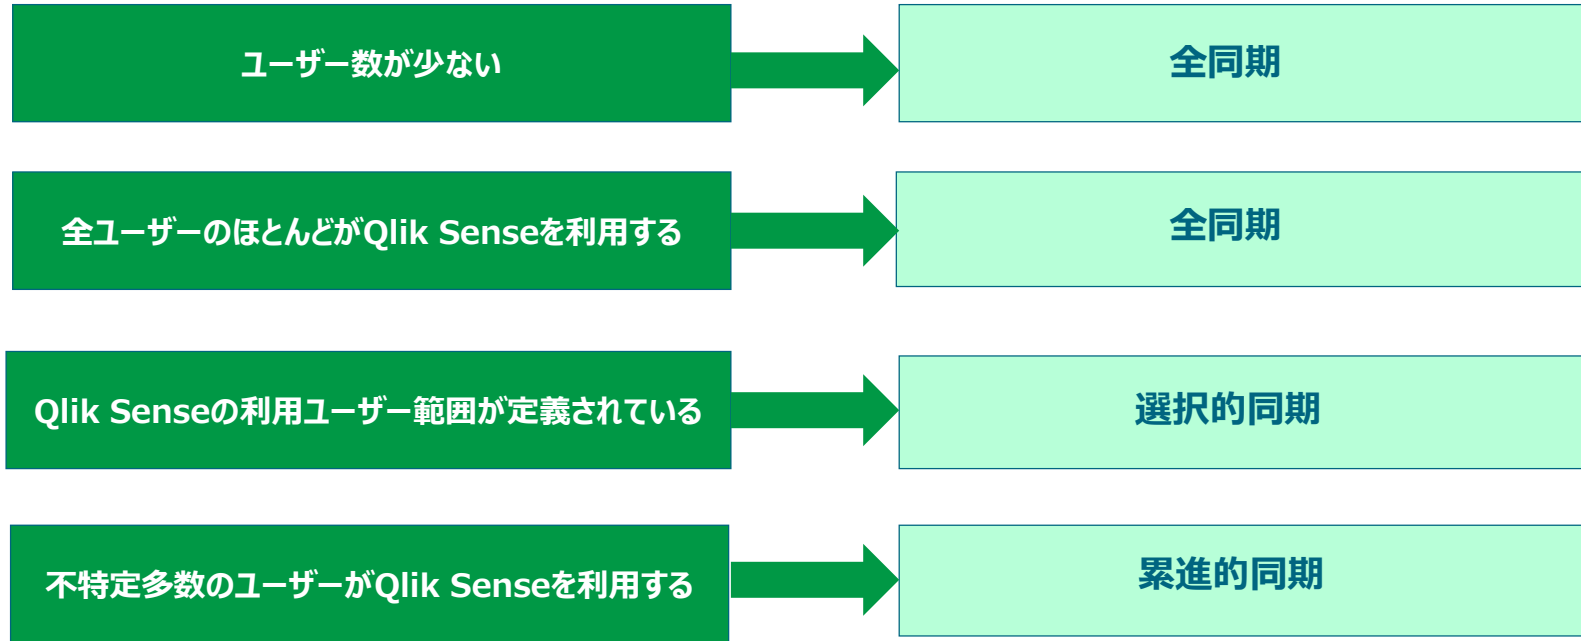 ユーザー数が少ない
全同期
全ユーザーのほとんどがQlik Senseを利用する
全同期
Qlik Senseの利用ユーザー範囲が定義されている
選択的同期
不特定多数のユーザーがQlik Senseを利用する
累進的同期